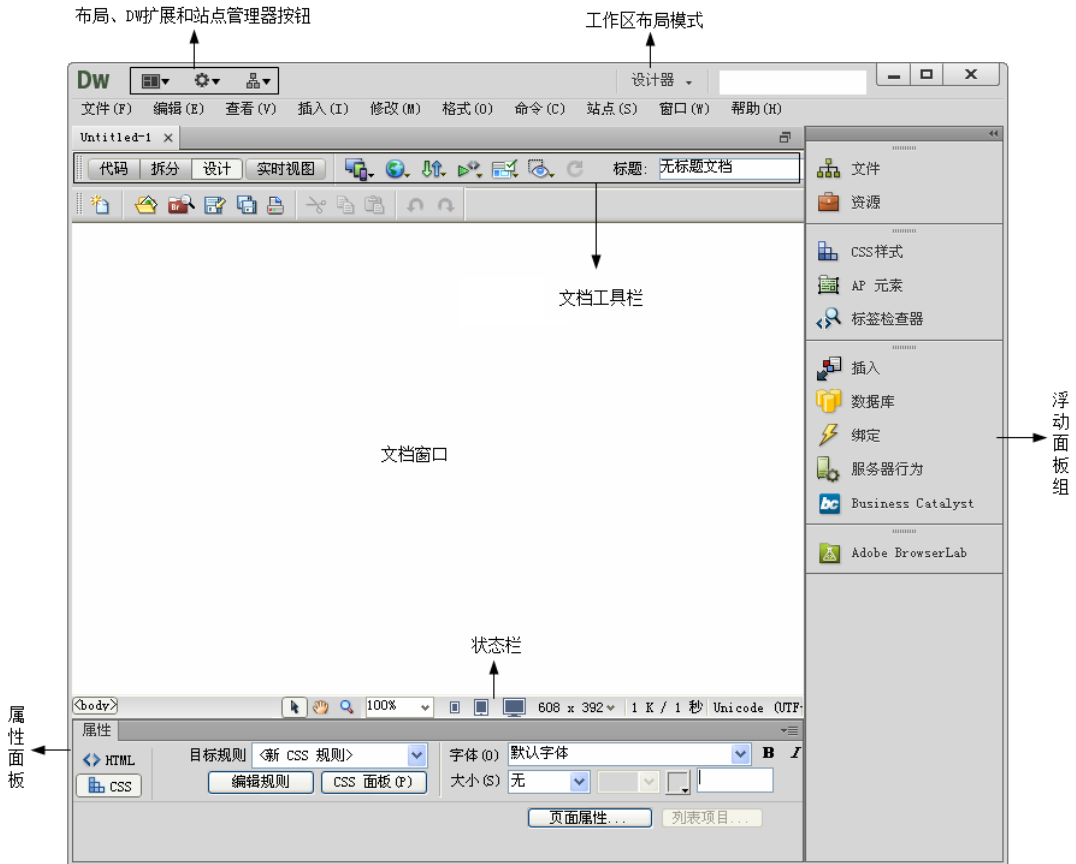 布局、DW扩展和站点管理器按钮
工作区布局模式
Dw
设计器
文件(F) 编辑(E) 查看(V) 插入(I) 修改(M) 格式(O) 命令(C) 站点(S) 窗口(W) 帮助(H)
Untitled-1
代码 拆分 设计 实时视图 标题: 无标题文档
Br
文件
资源
CSS样式
AP 元素
标签检查器
插入
数据库
绑定
服务器行为
bc Business Catalyst
Adobe BrowserLab
文档工具栏
文档窗口
浮动面板组
状态栏
<body> 100% 608 x 392 1 K / 1 秒 Unicode (UTF-
属性面板
属性
HTML 目标规则 <新 CSS 规则> 字体(O) 默认字体 B I
CSS 编辑规则 CSS 面板(P) 大小(S) 无
页面属性... 列表项目...